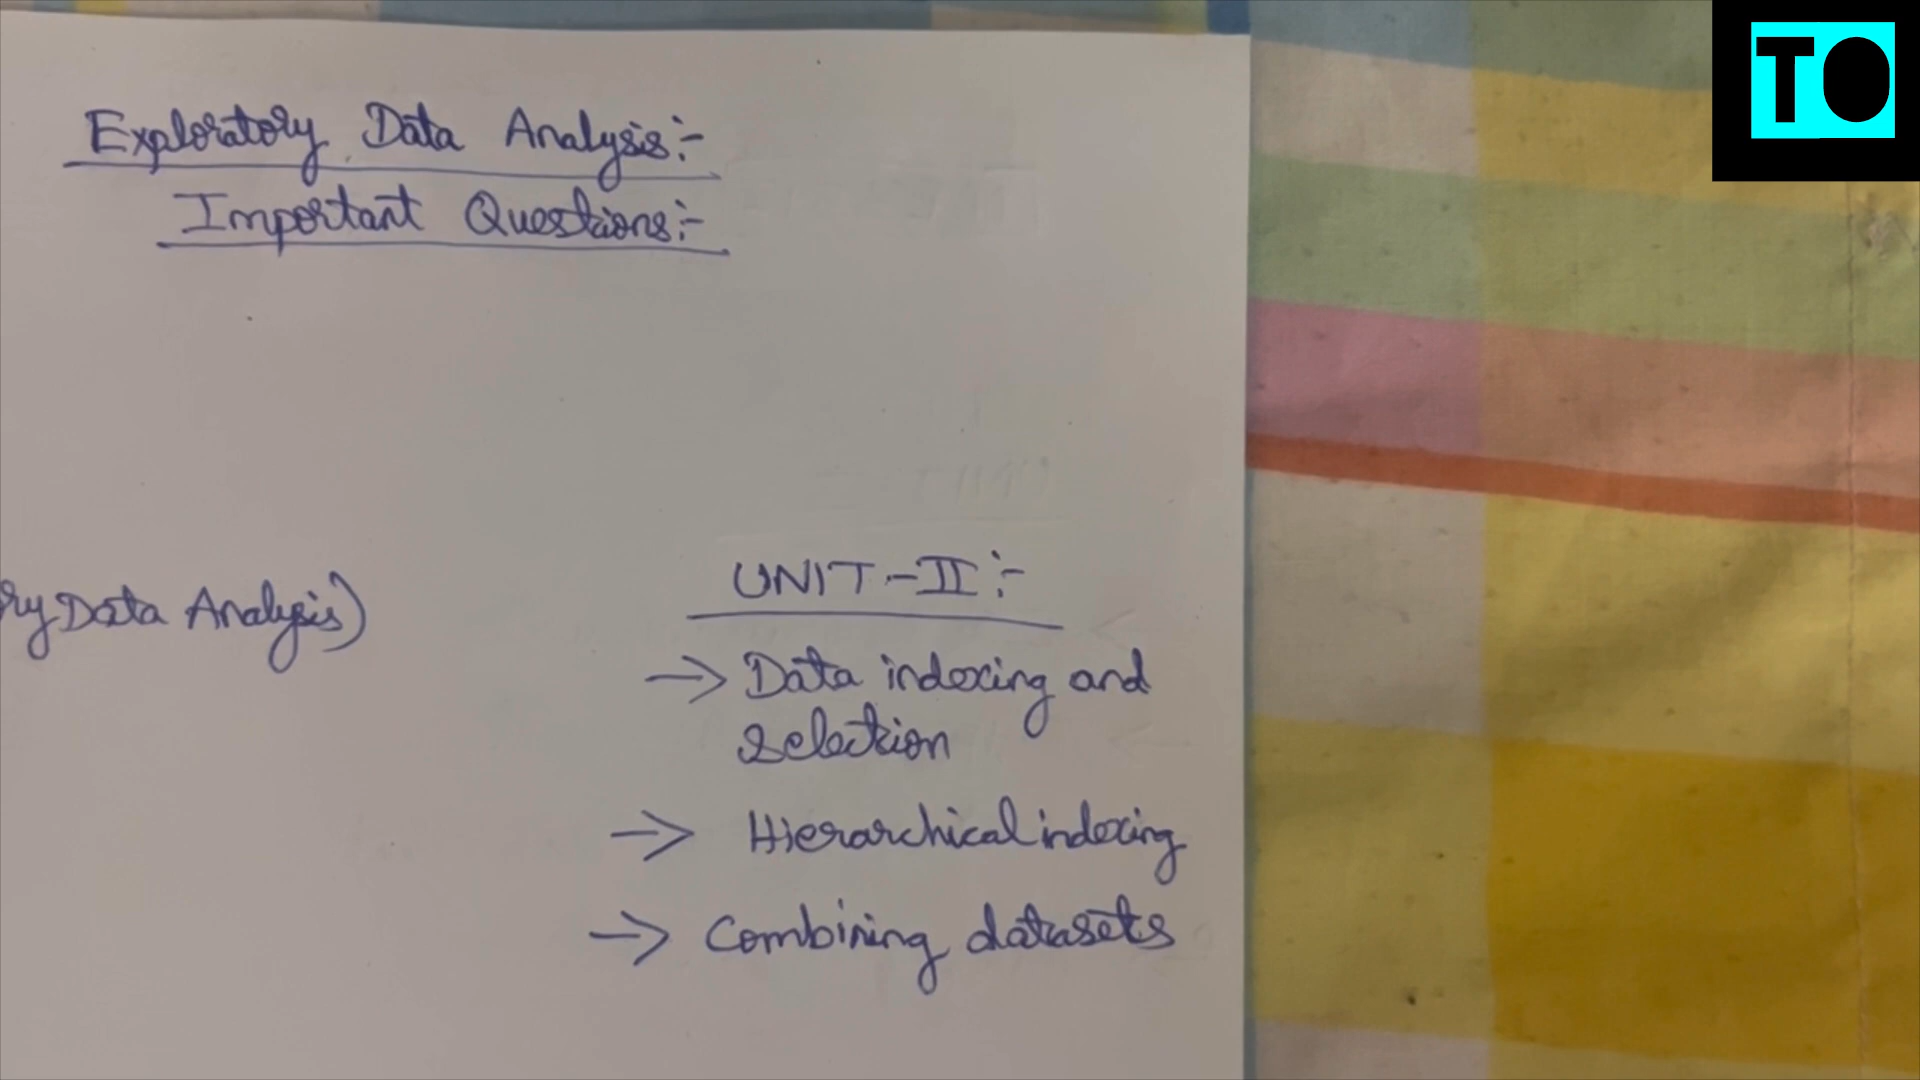 Exploratory Data Analysis:-
Important Questions:-
ry Data Analysis)
UNIT-II:-
→ Data indexing and
selection
→ Hierarchical indexing
→ Combining datasets
TO